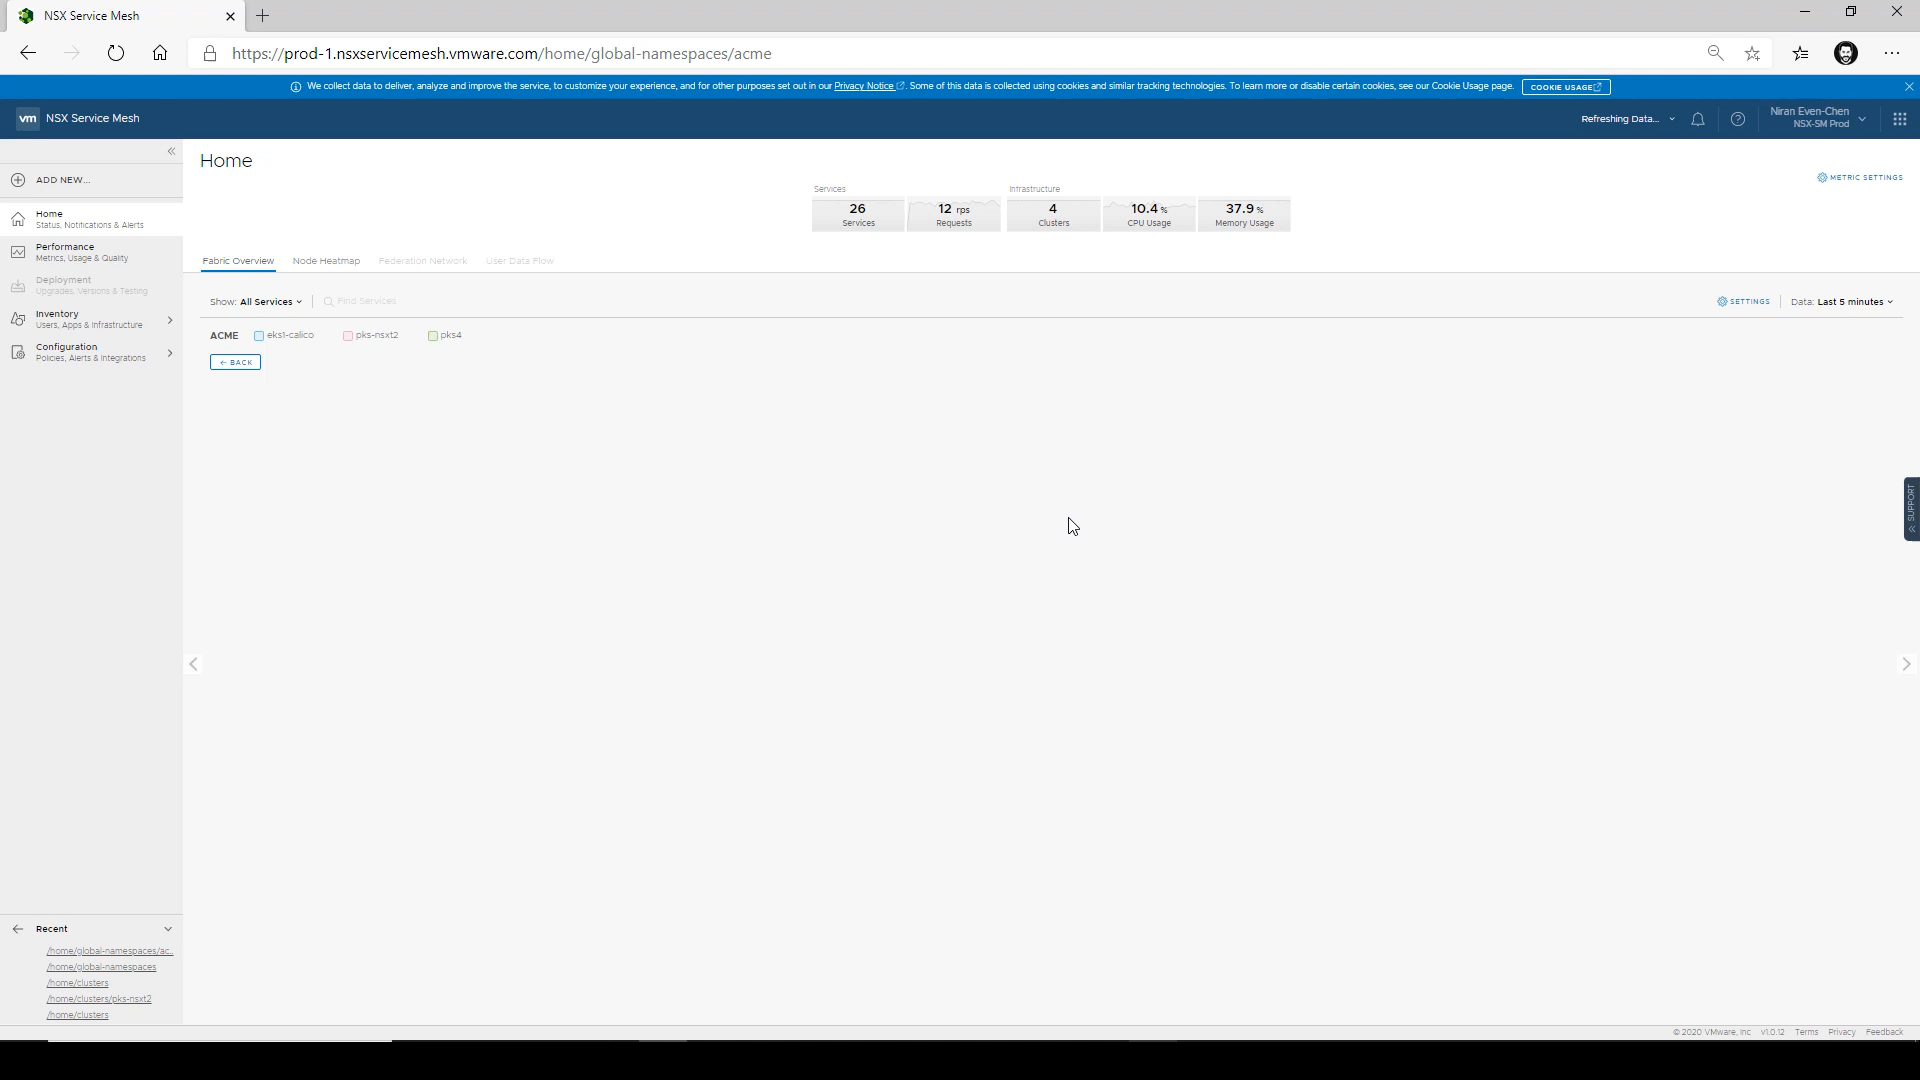 NSX Service Mesh
https://prod-1.nsxservicemesh.vmware.com/home/global-namespaces/acme
We collect data to deliver, analyze and improve the service, to customize your experience, and for other purposes set out in our Privacy Notice. Some of this data is collected using cookies and similar tracking technologies. To learn more or disable certain cookies, see our Cookie Usage page. COOKIE USAGE
vm NSX Service Mesh
Refreshing Data...
Niran Even-Chen
NSX-SM Prod
ADD NEW...
Home
Status, Notifications & Alerts
Performance
Metrics, Usage & Quality
Deployment
Upgrades, Versions & Testing
Inventory
Users, Apps & Infrastructure
Configuration
Policies, Alerts & Integrations
Home
METRIC SETTINGS
Services
26
Services
12 rps
Requests
Infrastructure
4
Clusters
10.4 %
CPU Usage
37.9 %
Memory Usage
Fabric Overview Node Heatmap Federation Network User Data Flow
Show: All Services Find Services
SETTINGS Data: Last 5 minutes
ACME eks1-calico pks-nsxt2 pks4
BACK
SUPPORT
Recent
/home/global-namespaces/ac..
/home/global-namespaces
/home/clusters
/home/clusters/pks-nsxt2
/home/clusters
© 2020 VMware, Inc v1.0.12 Terms Privacy Feedback